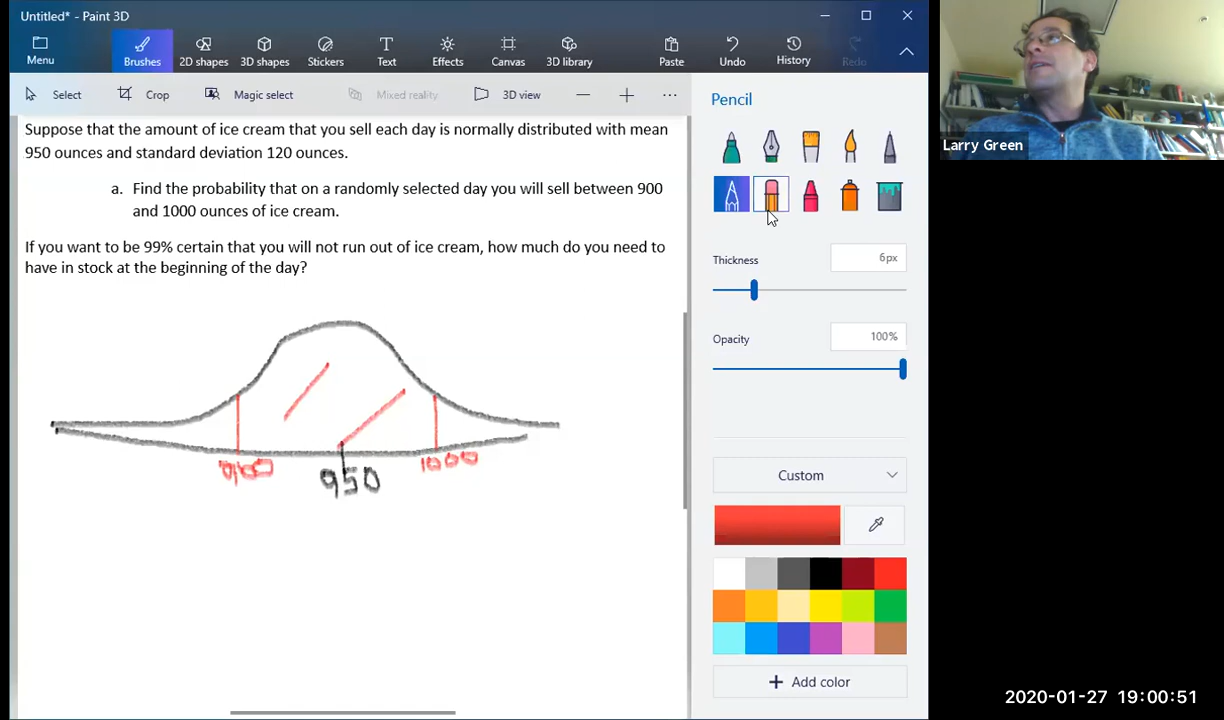 Untitled* - Paint 3D
Menu
Brushes
2D shapes
3D shapes
Stickers
Text
Effects
Canvas
3D library
Paste
Undo
History
Redo
Select
Crop
Magic select
Mixed reality
3D view
Pencil
Larry Green
Suppose that the amount of ice cream that you sell each day is normally distributed with mean
950 ounces and standard deviation 120 ounces.
a. Find the probability that on a randomly selected day you will sell between 900
and 1000 ounces of ice cream.
If you want to be 99% certain that you will not run out of ice cream, how much do you need to
have in stock at the beginning of the day?
900
950
1000
Thickness
6px
Opacity
100%
Custom
Add color
2020-01-27 19:00:51